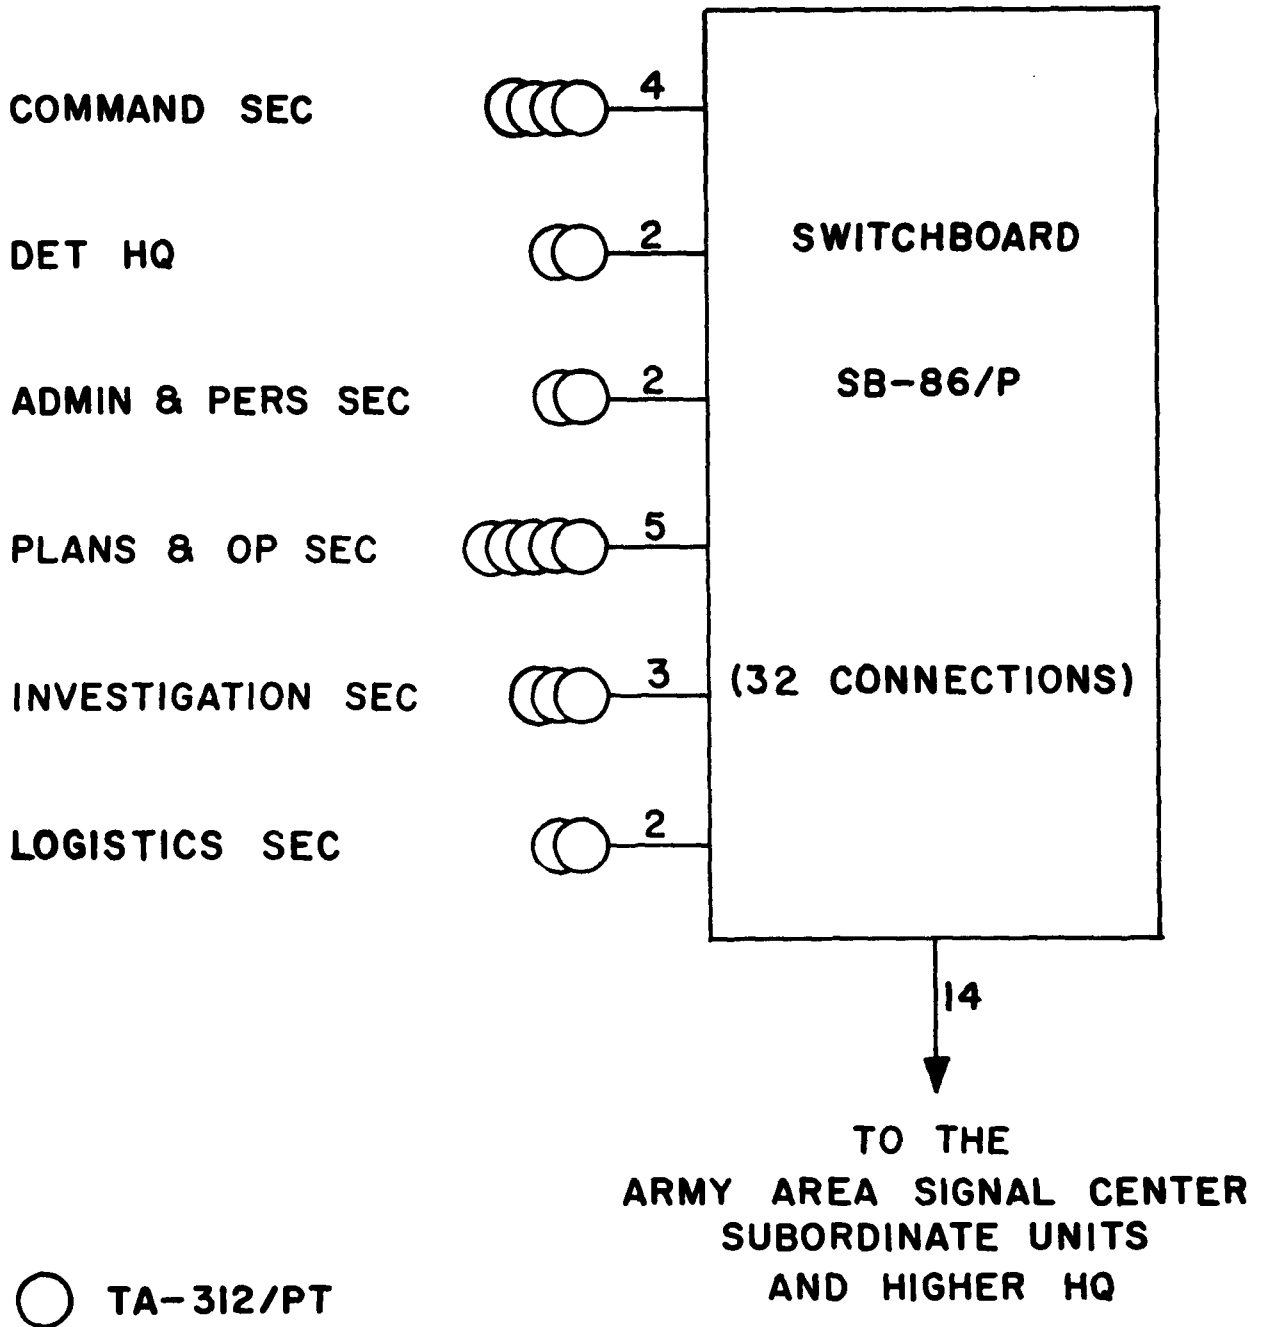 COMMAND SEC
4
DET HQ
2
SWITCHBOARD
ADMIN & PERS SEC
2
SB-86/P
PLANS & OP SEC
5
INVESTIGATION SEC
3
(32 CONNECTIONS)
LOGISTICS SEC
2
14
TO THE
ARMY AREA SIGNAL CENTER
SUBORDINATE UNITS
AND HIGHER HQ
TA-312/PT